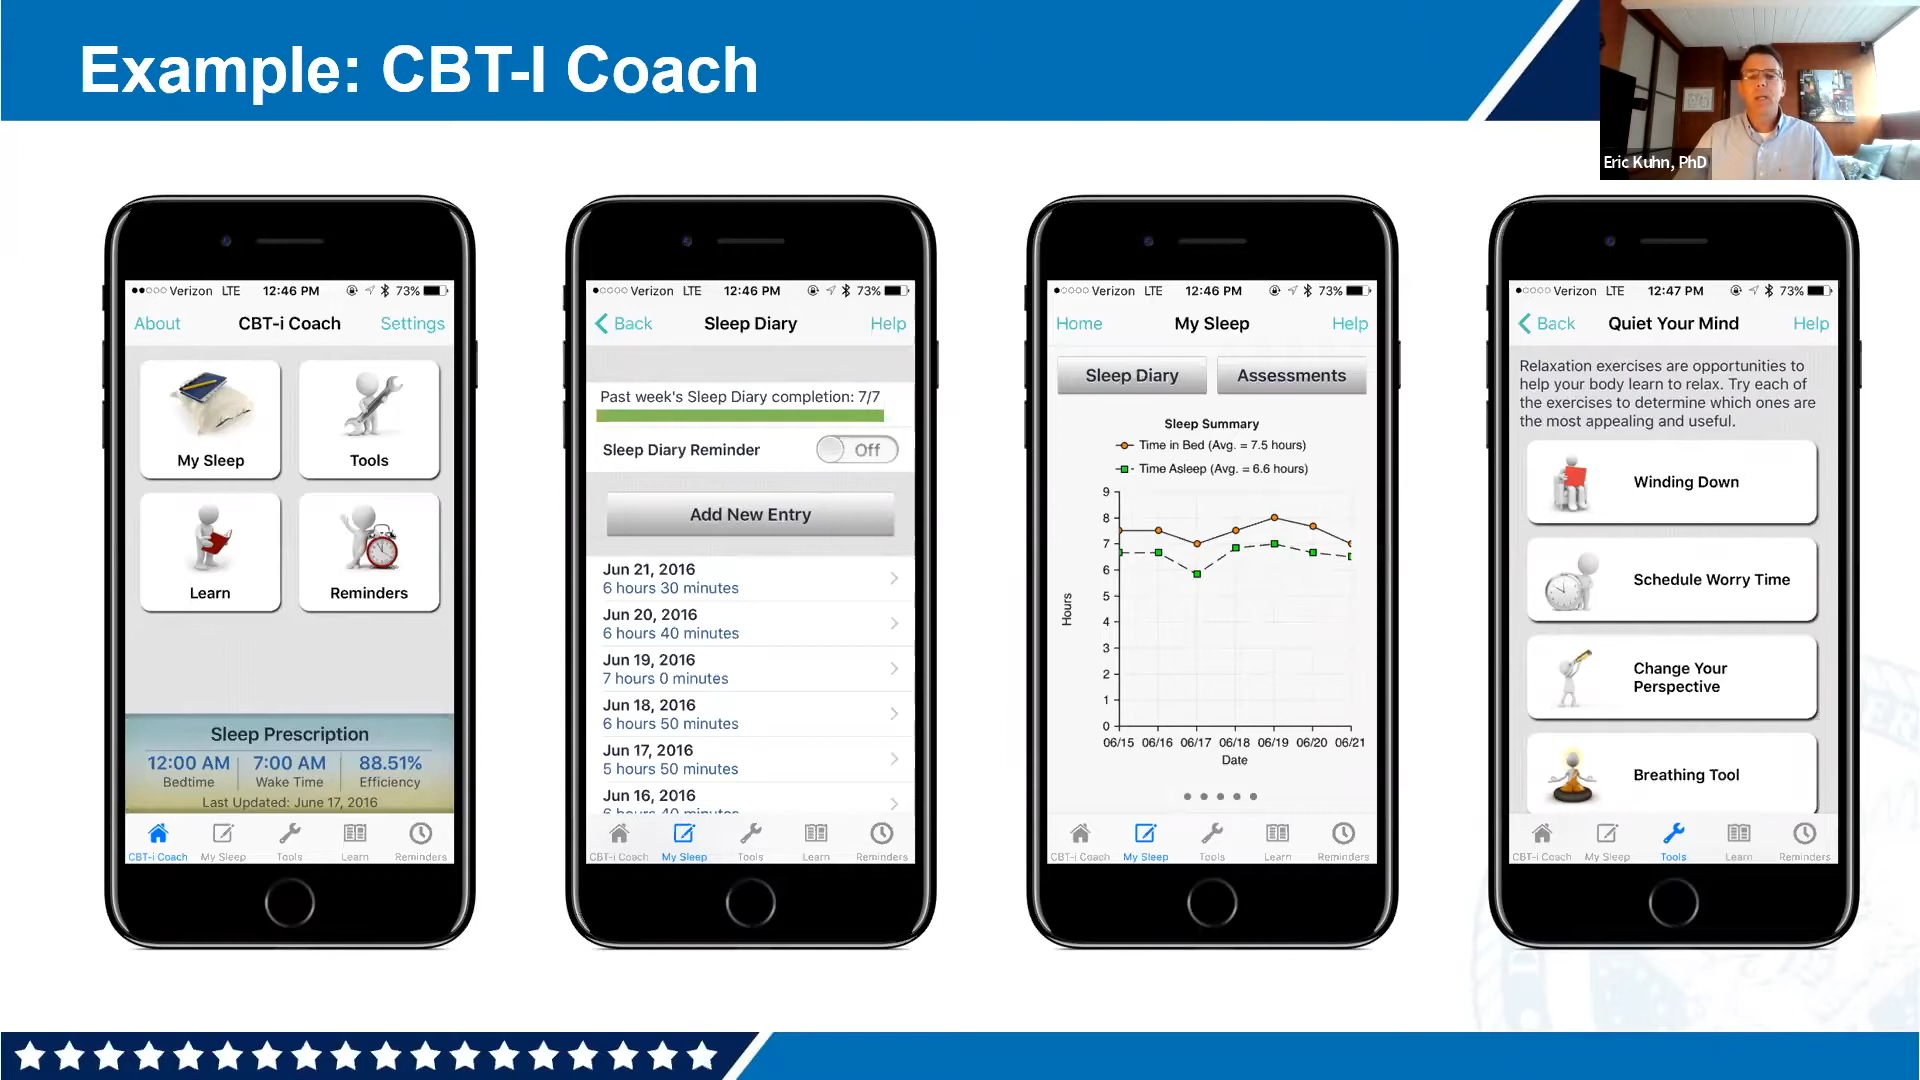 Example: CBT-I Coach
Eric Kuhn, PhD
Verizon LTE 12:46 PM 73%
About CBT-i Coach Settings
My Sleep
Tools
Learn
Reminders
Sleep Prescription
12:00 AM 7:00 AM 88.51%
Bedtime Wake Time Efficiency
Last Updated: June 17, 2016
CBT-i Coach My Sleep Tools Learn Reminders
Verizon LTE 12:46 PM 73%
Back Sleep Diary Help
Past week's Sleep Diary completion: 7/7
Sleep Diary Reminder Off
Add New Entry
Jun 21, 2016
6 hours 30 minutes
Jun 20, 2016
6 hours 40 minutes
Jun 19, 2016
7 hours 0 minutes
Jun 18, 2016
6 hours 50 minutes
Jun 17, 2016
5 hours 50 minutes
Jun 16, 2016
6 hours 40 minutes
CBT-i Coach My Sleep Tools Learn Reminders
Verizon LTE 12:46 PM 73%
Home My Sleep Help
Sleep Diary Assessments
Sleep Summary
Time in Bed (Avg. = 7.5 hours)
Time Asleep (Avg. = 6.6 hours)
9
8
7
6
5
4
3
2
1
0
Hours
06/15 06/16 06/17 06/18 06/19 06/20 06/21
Date
CBT-i Coach My Sleep Tools Learn Reminders
Verizon LTE 12:47 PM 73%
Back Quiet Your Mind Help
Relaxation exercises are opportunities to
help your body learn to relax. Try each of
the exercises to determine which ones are
the most appealing and useful.
Winding Down
Schedule Worry Time
Change Your
Perspective
Breathing Tool
CBT-i Coach My Sleep Tools Learn Reminders